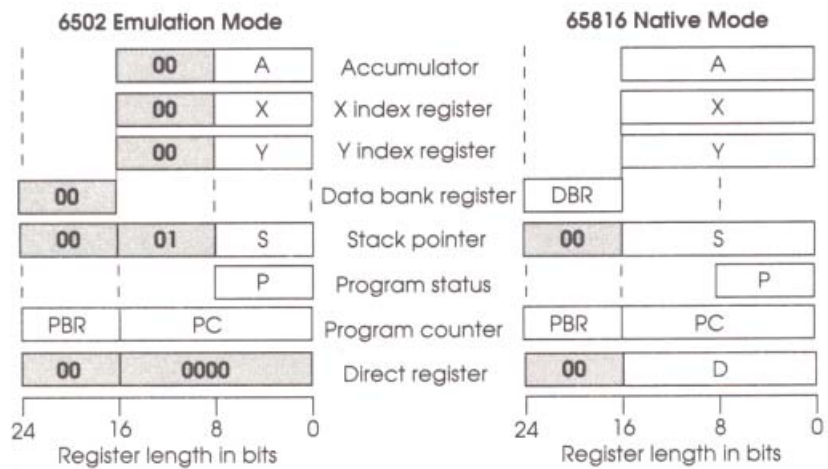 6502 Emulation Mode 65816 Native Mode
00 A Accumulator A
00 X X index register X
00 Y Y index register Y
00 Data bank register DBR
00 01 S Stack pointer 00 S
P Program status P
PBR PC Program counter PBR PC
00 0000 Direct register 00 D
24 16 8 0 24 16 8 0
Register length in bits Register length in bits